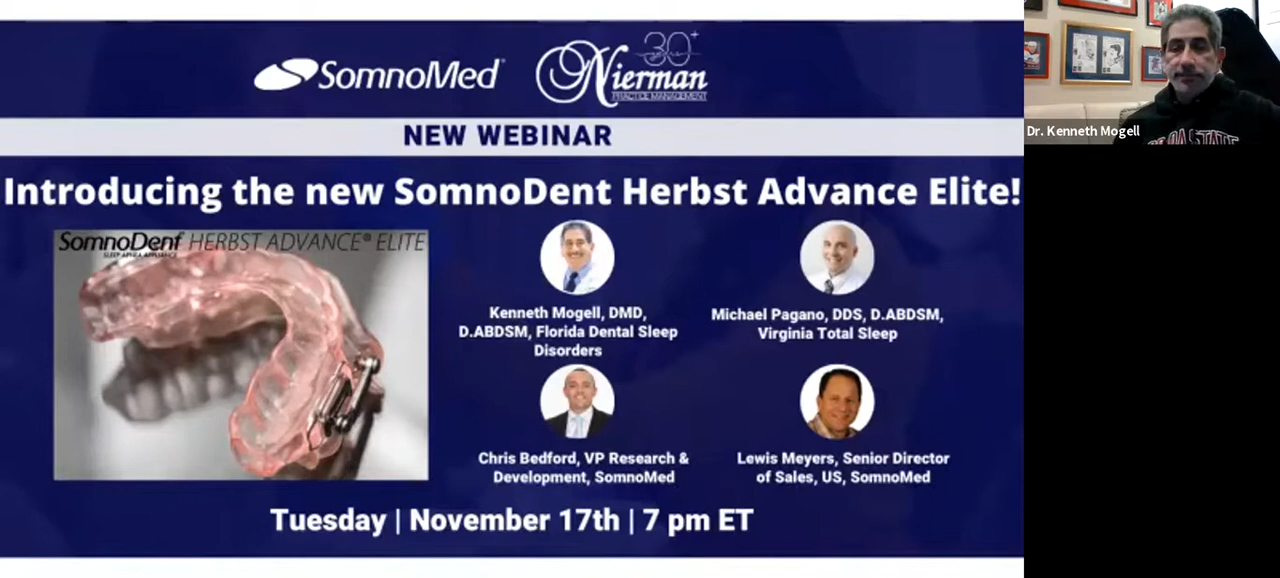 SomnoMed
30+
Nierman
PRACTICE MANAGEMENT
NEW WEBINAR
Introducing the new SomnoDent Herbst Advance Elite!
SomnoDent HERBST ADVANCE® ELITE
SLEEP APNEA APPLIANCE
Kenneth Mogell, DMD,
D.ABDSM, Florida Dental Sleep
Disorders
Michael Pagano, DDS, D.ABDSM,
Virginia Total Sleep
Chris Bedford, VP Research &
Development, SomnoMed
Lewis Meyers, Senior Director
of Sales, US, SomnoMed
Tuesday | November 17th | 7 pm ET
Dr. Kenneth Mogell